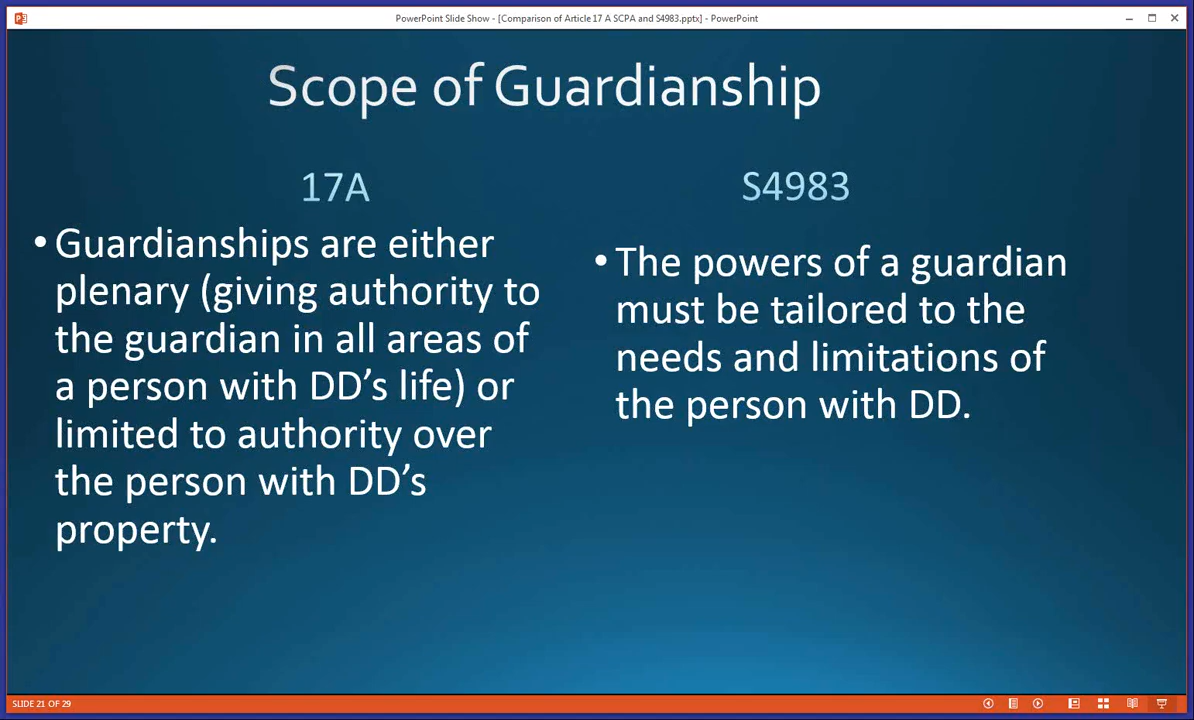 PowerPoint Slide Show - [Comparison of Article 17 A SCPA and S4983.pptx] - PowerPoint
Scope of Guardianship
17A
• Guardianships are either
plenary (giving authority to
the guardian in all areas of
a person with DD’s life) or
limited to authority over
the person with DD’s
property.
S4983
• The powers of a guardian
must be tailored to the
needs and limitations of
the person with DD.
SLIDE 21 OF 29